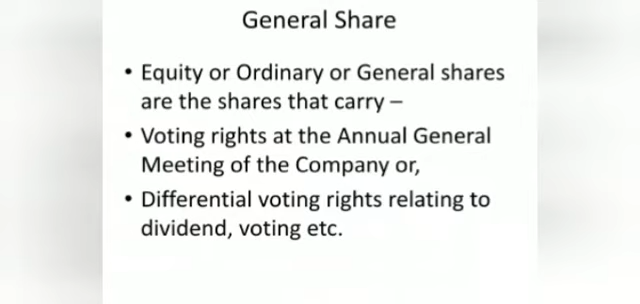 General Share
• Equity or Ordinary or General shares
are the shares that carry –
• Voting rights at the Annual General
Meeting of the Company or,
• Differential voting rights relating to
dividend, voting etc.